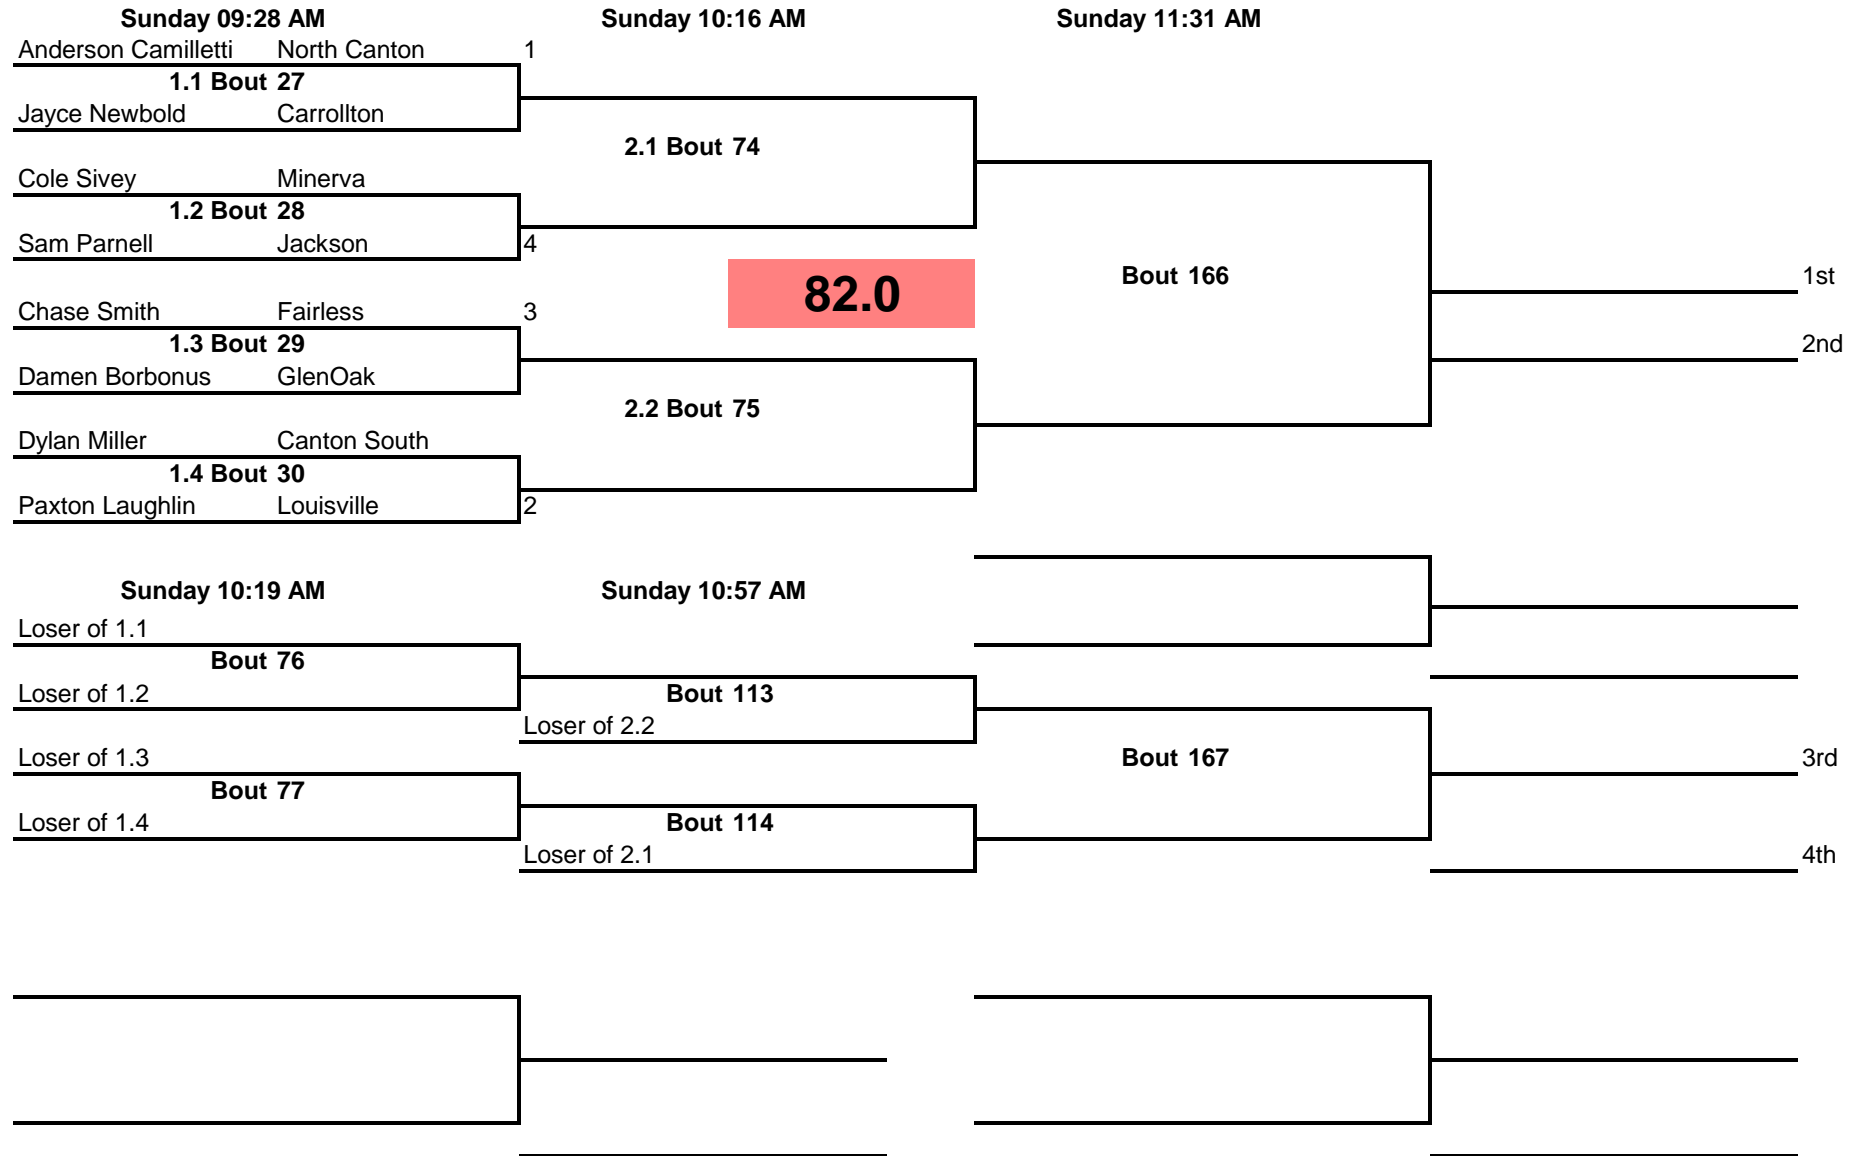 Sunday 09:28 AM Sunday 10:16 AM Sunday 11:31 AM
Anderson Camilletti North Canton 1
1.1 Bout 27
Jayce Newbold Carrollton
2.1 Bout 74
Cole Sivey Minerva
1.2 Bout 28
Sam Parnell Jackson 4
82.0 Bout 166 1st
Chase Smith Fairless 3
1.3 Bout 29 2nd
Damen Borbonus GlenOak
2.2 Bout 75
Dylan Miller Canton South
1.4 Bout 30
Paxton Laughlin Louisville 2
Sunday 10:19 AM Sunday 10:57 AM
Loser of 1.1
Bout 76
Loser of 1.2 Bout 113
Loser of 2.2
Loser of 1.3 Bout 167 3rd
Bout 77
Loser of 1.4 Bout 114
Loser of 2.1 4th